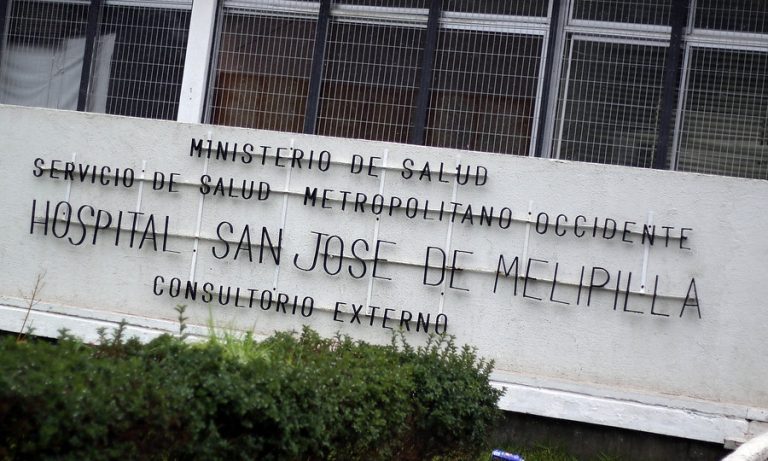 MINISTERIO DE SALUD
SERVICIO DE SALUD METROPOLITANO OCCIDENTE
HOSPITAL SAN JOSE DE MELIPILLA
CONSULTORIO EXTERNO